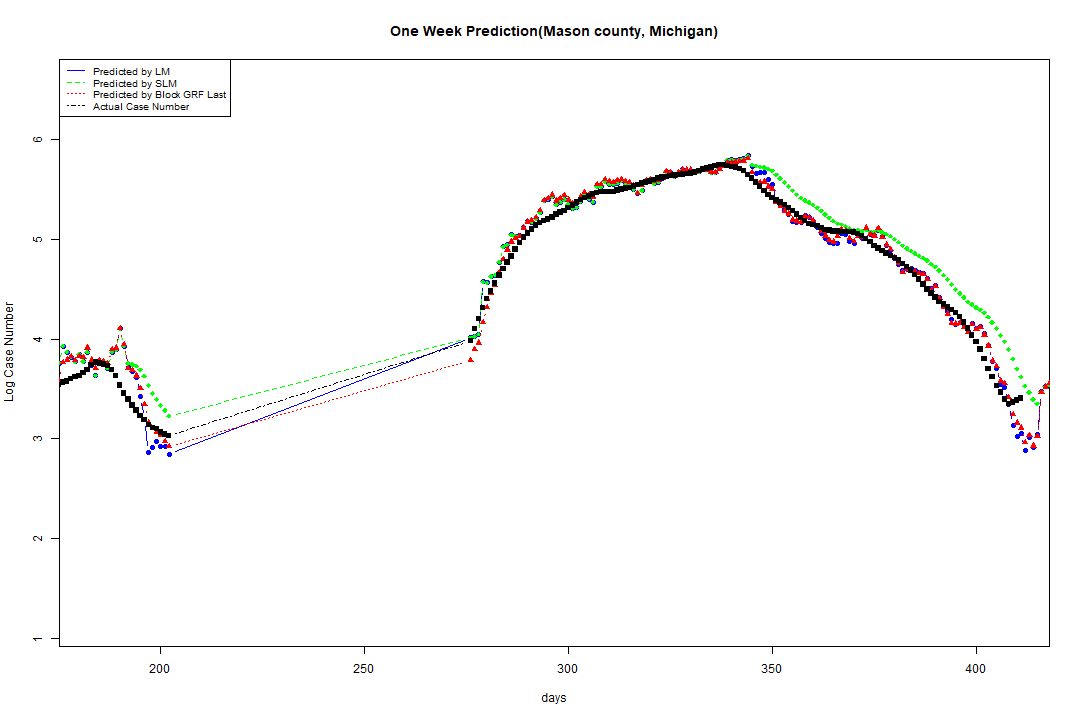 One Week Prediction(Mason county, Michigan)
Predicted by LM
Predicted by SLM
Predicted by Block GRF Last
Actual Case Number
6
5
4
3
2
1
Log Case Number
200 250 300 350 400
days